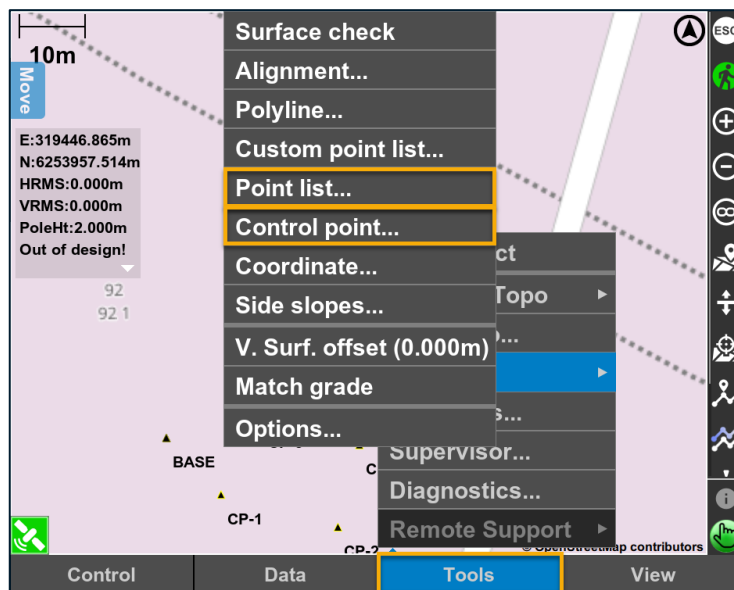 10m
Move
E:319446.865m
N:6253957.514m
HRMS:0.000m
VRMS:0.000m
PoleHt:2.000m
Out of design!
92
92 1
BASE
CP-1
CP-2
Surface check
Alignment...
Polyline...
Custom point list...
Point list...
Control point...
Coordinate...
Side slopes...
V. Surf. offset (0.000m)
Match grade
Options...
ct
Topo
Supervisor...
Diagnostics...
Remote Support
ESC
© OpenStreetMap contributors
Control
Data
Tools
View